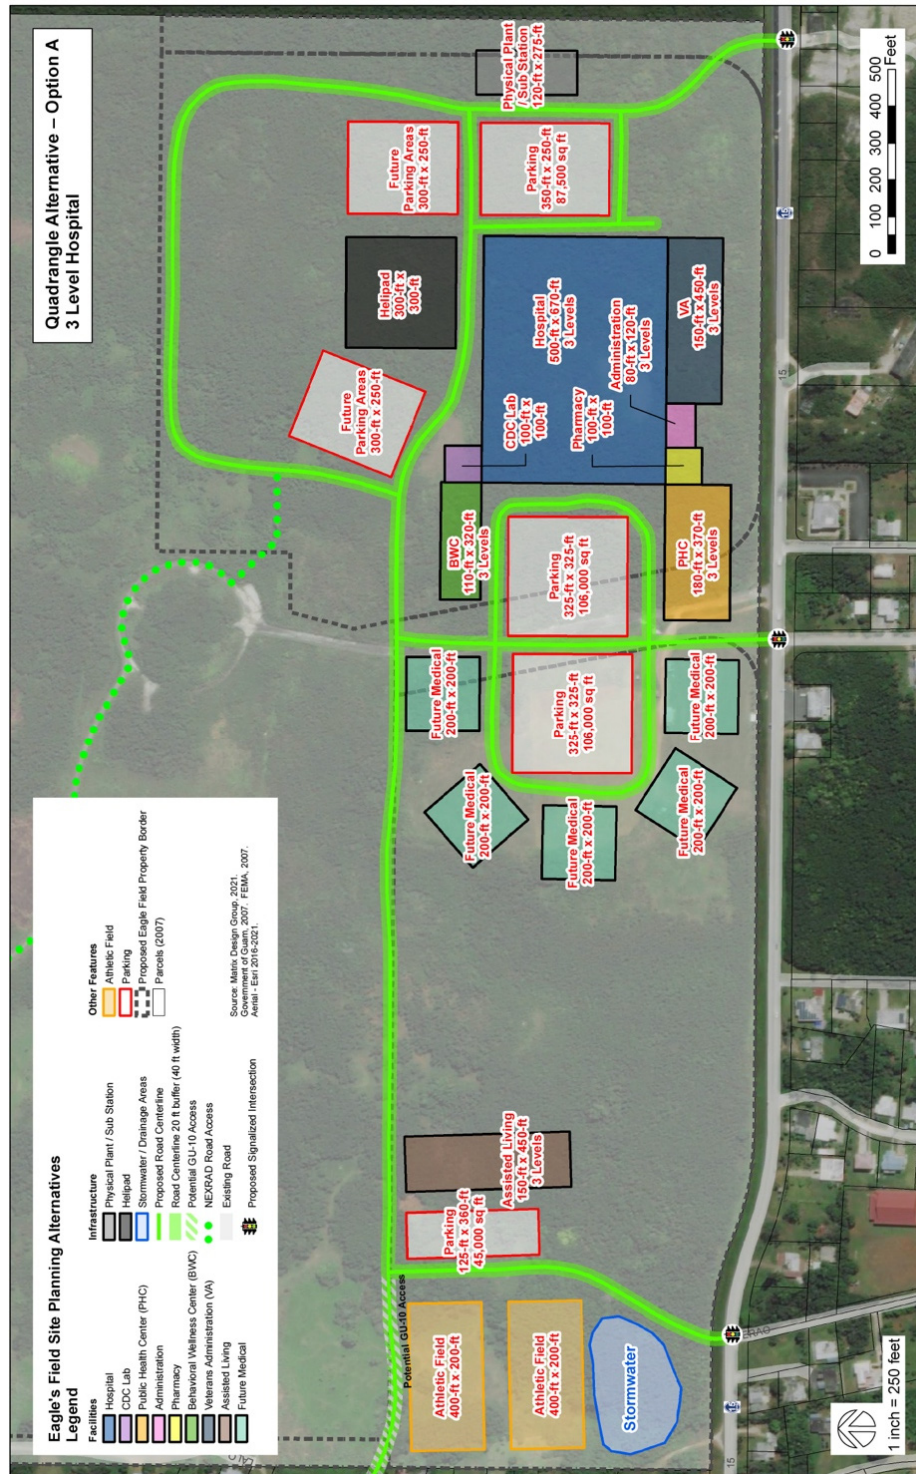 Quadrangle Alternative – Option A
3 Level Hospital
Eagle's Field Site Planning Alternatives
Legend
Facilities
Hospital
CDC Lab
Public Health Center (PHC)
Administration
Pharmacy
Behavioral Wellness Center (BWC)
Veterans Administration (VA)
Assisted Living
Future Medical
Infrastructure
Physical Plant / Sub Station
Helipad
Stormwater / Drainage Areas
Proposed Road Centerline
Road Centerline 20 ft buffer (40 ft width)
Potential GU-10 Access
NEXRAD Road Access
Existing Road
Proposed Signalized Intersection
Other Features
Athletic Field
Parking
Proposed Eagle Field Property Border
Parcels (2007)
Source: Matrix Design Group, 2021.
Government of Guam, 2007. FEMA, 2007.
Aerial - Esri 2016-2021.
Potential GU-10 Access
Athletic Field
400-ft x 200-ft
Athletic Field
400-ft x 200-ft
Stormwater
Parking
125-ft x 360-ft
45,000 sq ft
Assisted Living
150-ft x 450-ft
3 Levels
Future Medical
200-ft x 200-ft
Future Medical
200-ft x 200-ft
Future Medical
200-ft x 200-ft
Future Medical
200-ft x 200-ft
Future Medical
200-ft x 200-ft
Parking
325-ft x 325-ft
106,000 sq ft
Parking
325-ft x 325-ft
106,000 sq ft
BWC
110-ft x 320-ft
3 Levels
PHC
180-ft x 370-ft
3 Levels
CDC Lab
100-ft x
100-ft
Pharmacy
100-ft x
100-ft
Administration
80-ft x 120-ft
3 Levels
Hospital
500-ft x 670-ft
3 Levels
VA
150-ft x 450-ft
3 Levels
Future
Parking Areas
300-ft x 250-ft
Helipad
300-ft x
300-ft
Future
Parking Areas
300-ft x 250-ft
Parking
350-ft x 250-ft
87,500 sq ft
Physical Plant
/ Sub Station
120-ft x 275-ft
15
15
1 inch = 250 feet
0 100 200 300 400 500
Feet